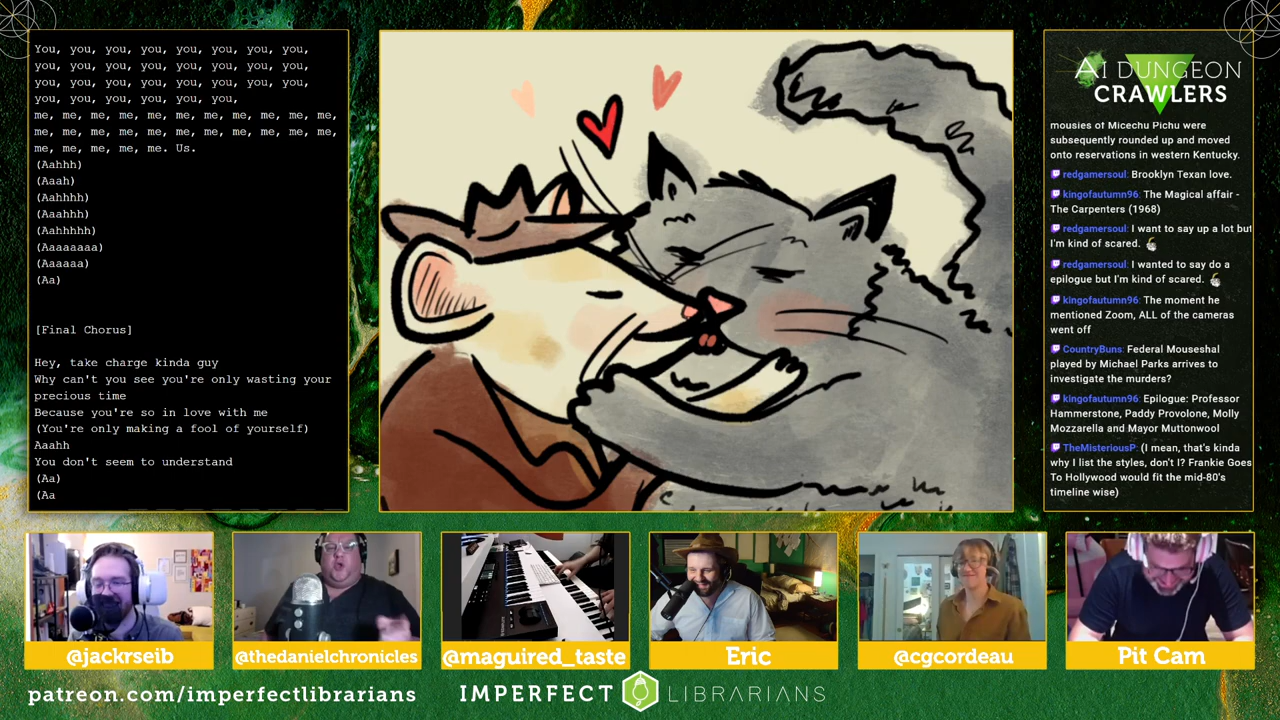 You, you, you, you, you, you, you, you,
you, you, you, you, you, you, you, you,
you, you, you, you, you, you, you, you,
you, you, you, you, you, you,
me, me, me, me, me, me, me, me, me, me, me,
me, me, me, me, me, me, me, me, me, me, me,
me, me, me, me, me. Us.
(Aahhh)
(Aaah)
(Aahhhh)
(Aaahhh)
(Aahhhhh)
(Aaaaaaaa)
(Aaaaaa)
(Aa)
[Final Chorus]
Hey, take charge kinda guy
Why can't you see you're only wasting your
precious time
Because you're so in love with me
(You're only making a fool of yourself)
Aaahh
You don't seem to understand
(Aa)
(Aa
AI DUNGEON
CRAWLERS
mousies of Micechu Pichu were
subsequently rounded up and moved
onto reservations in western Kentucky.
redgamersoul: Brooklyn Texan love.
kingofautumn96: The Magical affair -
The Carpenters (1968)
redgamersoul: I want to say up a lot but
I'm kind of scared.
redgamersoul: I wanted to say do a
epilogue but I'm kind of scared.
kingofautumn96: The moment he
mentioned Zoom, ALL of the cameras
went off
CountryBuns: Federal Mouseshal
played by Michael Parks arrives to
investigate the murders?
kingofautumn96: Epilogue: Professor
Hammerstone, Paddy Provolone, Molly
Mozzarella and Mayor Muttonwool
TheMisteriousP: (I mean, that's kinda
why I list the styles, don't I? Frankie Goes
To Hollywood would fit the mid-80's
timeline wise)
@jackrseib
@thedanielchronicles
@maguired_taste
Eric
@cgcordeau
Pit Cam
patreon.com/imperfectlibrarians
IMPERFECT LIBRARIANS